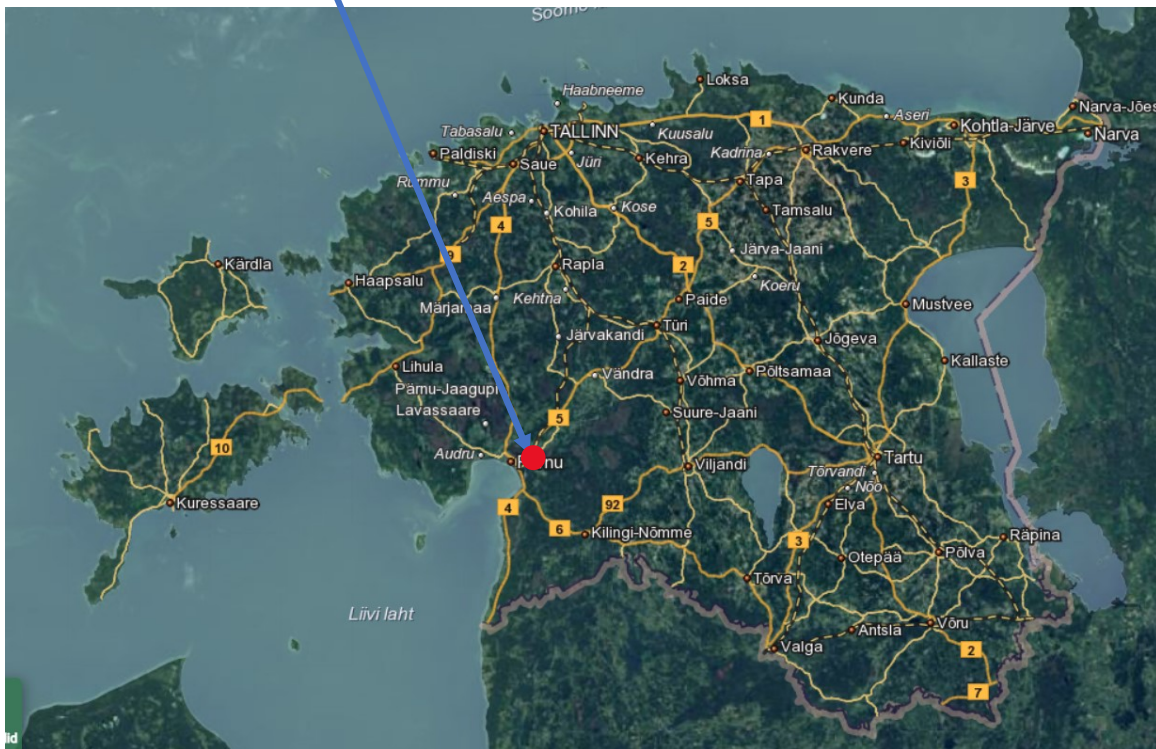 Soome
Haabneeme
Loksa
Kunda
Narva-Jões
Tabasalu
TALLINN
Kuusalu
1
Aseri
Kohtla-Järve
Narva
Paldiski
Saue
Jüri
Kehra
Kadrina
Rakvere
Kiviõli
Rummu
Aespa
Kohila
Kose
Tapa
Tamsalu
3
4
5
Järva-Jaani
9
Kärdla
Haapsalu
Rapla
2
Koeru
Märjamaa
Kehtna
Paide
Mustvee
Järvakandi
Türi
Jõgeva
Lihula
Vändra
Võhma
Põltsamaa
Kallaste
Pärnu-Jaagupi
Lavassaare
5
Suure-Jaani
10
Audru
nu
Viljandi
Tartu
Tõrvandi
Nõo
Kuressaare
4
92
Elva
6
Kilingi-Nõmme
3
Räpina
Otepää
Põlva
Tõrva
Liivi laht
Antsla
Võru
Valga
2
7
lid